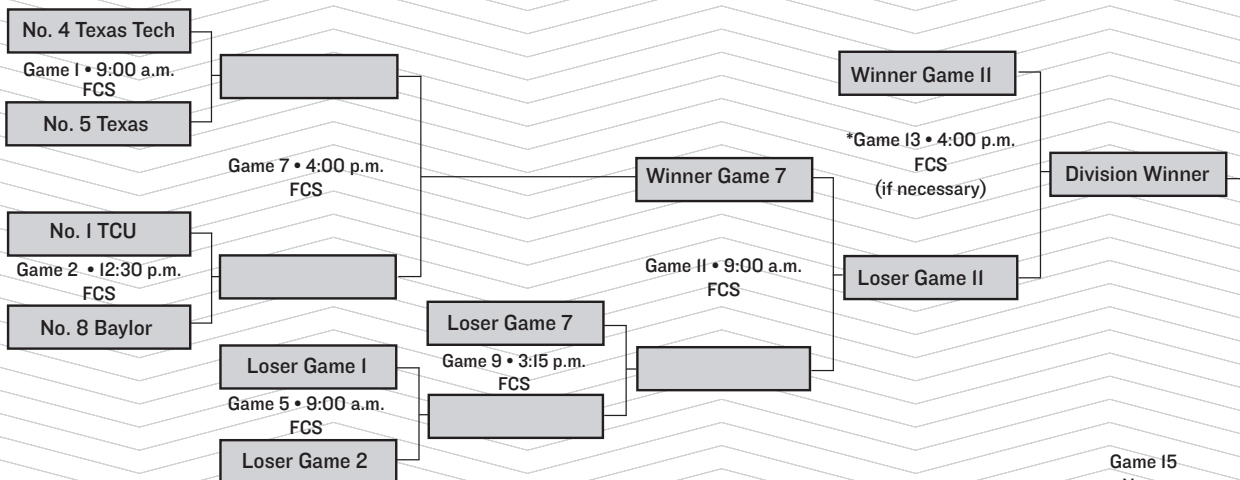 No. 4 Texas Tech
Game 1 • 9:00 a.m.
FCS
No. 5 Texas
Game 7 • 4:00 p.m.
FCS
No. 1 TCU
Game 2 • 12:30 p.m.
FCS
No. 8 Baylor
Loser Game 1
Game 5 • 9:00 a.m.
FCS
Loser Game 2
Loser Game 7
Game 9 • 3:15 p.m.
FCS
Winner Game 7
Game 11 • 9:00 a.m.
FCS
Winner Game 11
*Game 13 • 4:00 p.m.
FCS
(if necessary)
Loser Game 11
Division Winner
Game 15